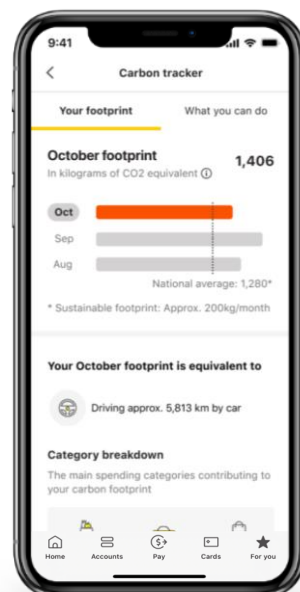 9:41
Carbon tracker
Your footprint What you can do
October footprint 1,406
In kilograms of CO2 equivalent
Oct
Sep
Aug
National average: 1,280*
* Sustainable footprint: Approx. 200kg/month
Your October footprint is equivalent to
Driving approx. 5,813 km by car
Category breakdown
The main spending categories contributing to
your carbon footprint
Home Accounts Pay Cards For you